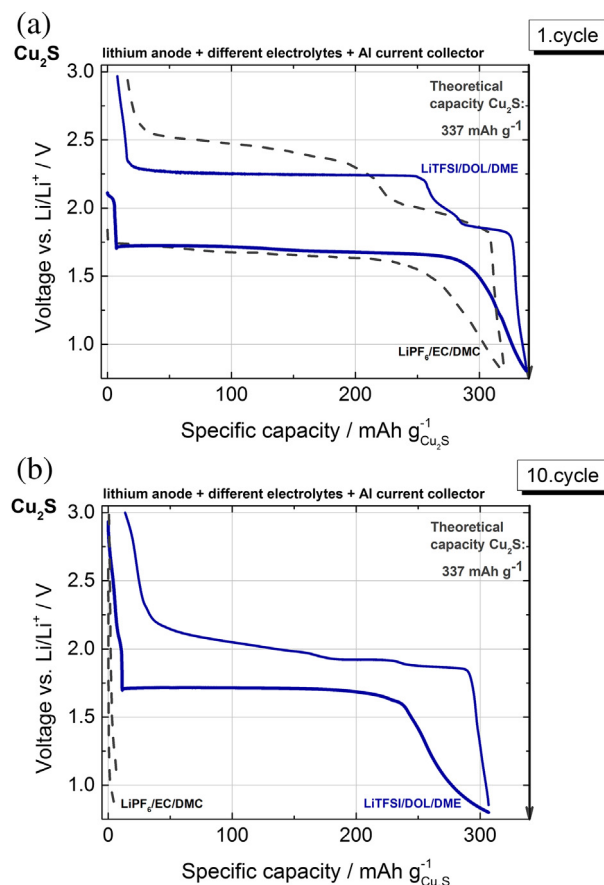 (a)
1.cycle
Cu₂S
lithium anode + different electrolytes + Al current collector
3.0
2.5
2.0
1.5
1.0
Voltage vs. Li/Li⁺ / V
Theoretical
capacity Cu₂S:
337 mAh g⁻¹
LiTFSI/DOL/DME
LiPF₆/EC/DMC
0
100
200
300
Specific capacity / mAh g⁻¹ Cu₂S
(b)
10.cycle
Cu₂S
lithium anode + different electrolytes + Al current collector
3.0
2.5
2.0
1.5
1.0
Voltage vs. Li/Li⁺ / V
Theoretical
capacity Cu₂S:
337 mAh g⁻¹
LiPF₆/EC/DMC
LiTFSI/DOL/DME
0
100
200
300
Specific capacity / mAh g⁻¹ Cu₂S